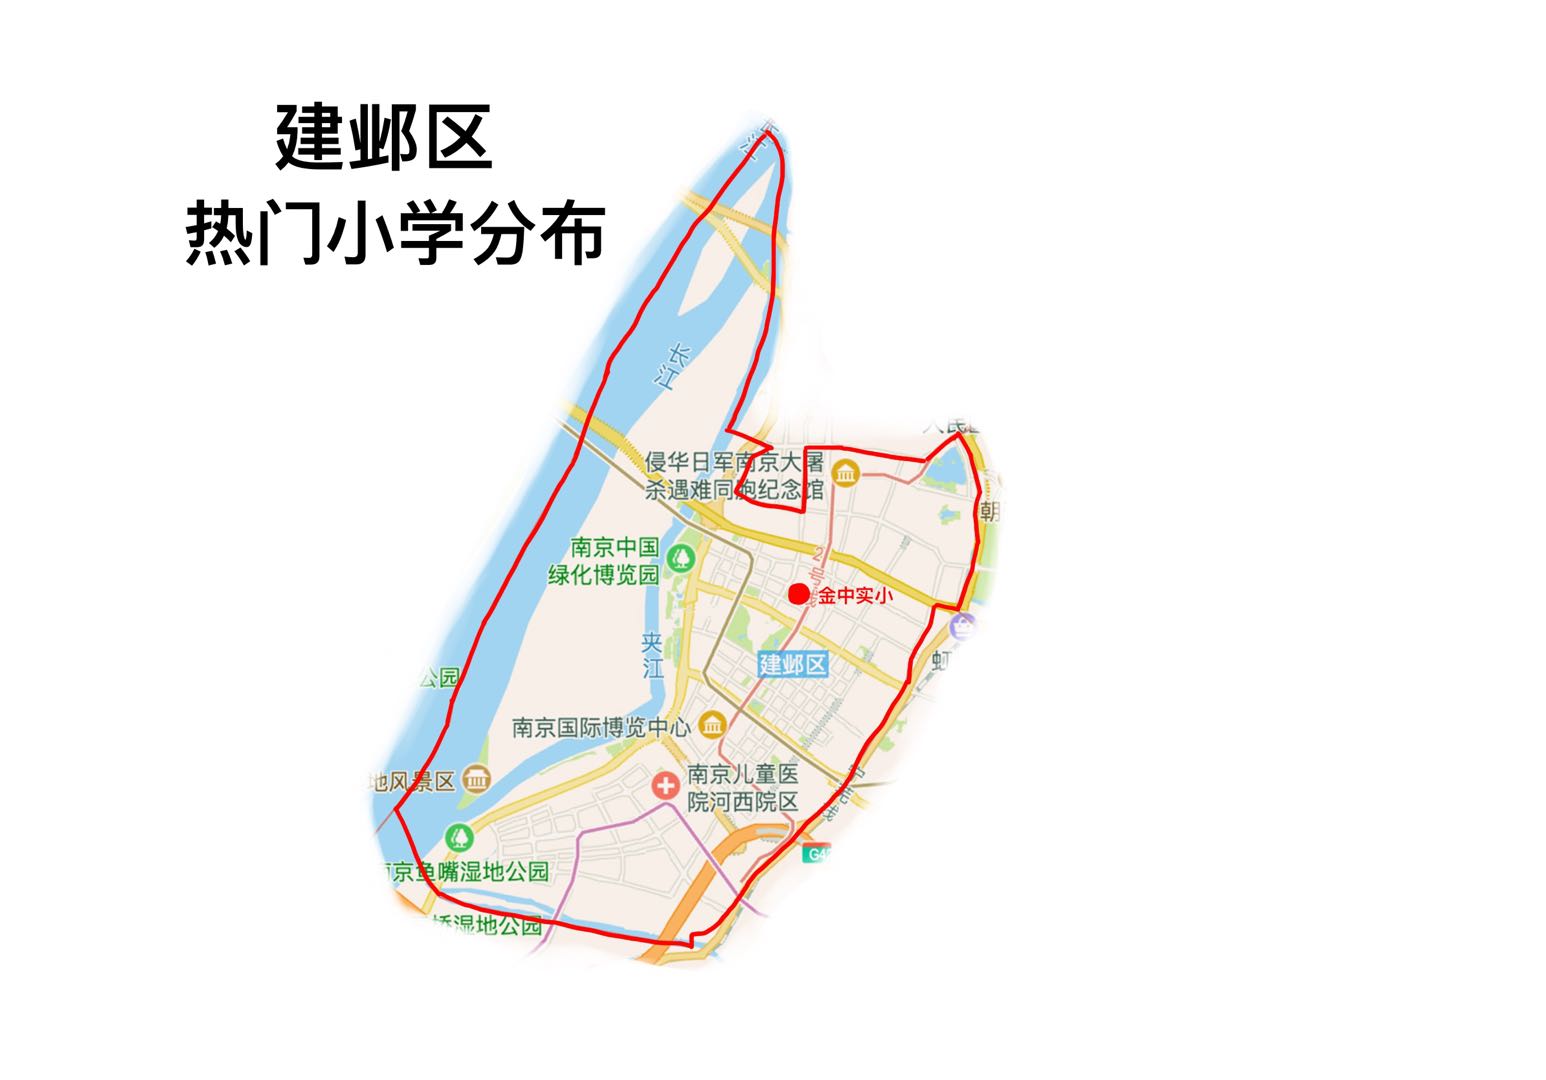 建邺区
热门小学分布
长
江
侵华日军南京大屠
杀遇难同胞纪念馆
朝
南京中国
绿化博览园
2号线
金中实小
夹
江
建邺区
虹
公园
南京国际博览中心
地风景区
南京儿童医
院河西院区
京鱼嘴湿地公园
桥湿地公园